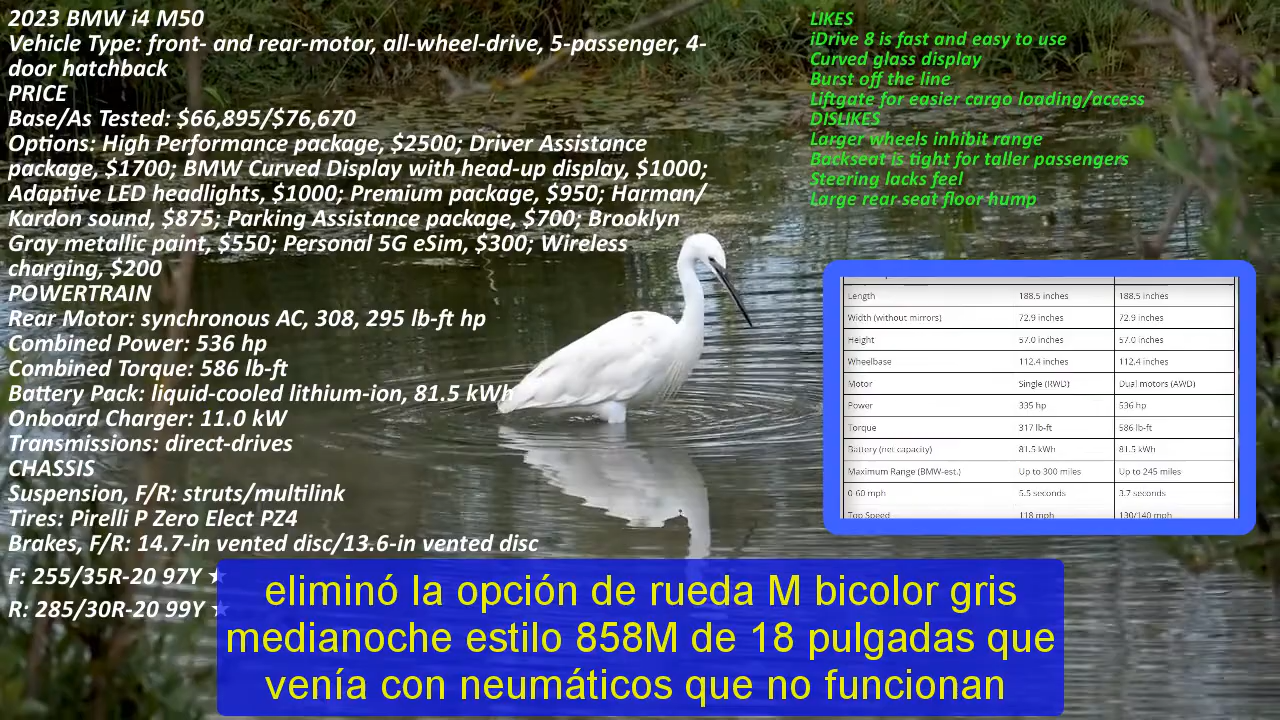 2023 BMW i4 M50
Vehicle Type: front- and rear-motor, all-wheel-drive, 5-passenger, 4-
door hatchback
PRICE
Base/As Tested: $66,895/$76,670
Options: High Performance package, $2500; Driver Assistance
package, $1700; BMW Curved Display with head-up display, $1000;
Adaptive LED headlights, $1000; Premium package, $950; Harman/
Kardon sound, $875; Parking Assistance package, $700; Brooklyn
Gray metallic paint, $550; Personal 5G eSim, $300; Wireless
charging, $200
POWERTRAIN
Rear Motor: synchronous AC, 308, 295 lb-ft hp
Combined Power: 536 hp
Combined Torque: 586 lb-ft
Battery Pack: liquid-cooled lithium-ion, 81.5 kWh
Onboard Charger: 11.0 kW
Transmissions: direct-drives
CHASSIS
Suspension, F/R: struts/multilink
Tires: Pirelli P Zero Elect PZ4
Brakes, F/R: 14.7-in vented disc/13.6-in vented disc
F: 255/35R-20 97Y ★
R: 285/30R-20 99Y ★
LIKES
iDrive 8 is fast and easy to use
Curved glass display
Burst off the line
Liftgate for easier cargo loading/access
DISLIKES
Larger wheels inhibit range
Backseat is tight for taller passengers
Steering lacks feel
Large rear-seat floor hump
Length 188.5 inches 188.5 inches
Width (without mirrors) 72.9 inches 72.9 inches
Height 57.0 inches 57.0 inches
Wheelbase 112.4 inches 112.4 inches
Motor Single (RWD) Dual motors (AWD)
Power 335 hp 536 hp
Torque 317 lb-ft 586 lb-ft
Battery (net capacity) 81.5 kWh 81.5 kWh
Maximum Range (BMW-est.) Up to 300 miles Up to 245 miles
0-60 mph 5.5 seconds 3.7 seconds
Top Speed 118 mph 130/140 mph
eliminó la opción de rueda M bicolor gris
medianoche estilo 858M de 18 pulgadas que
venía con neumáticos que no funcionan